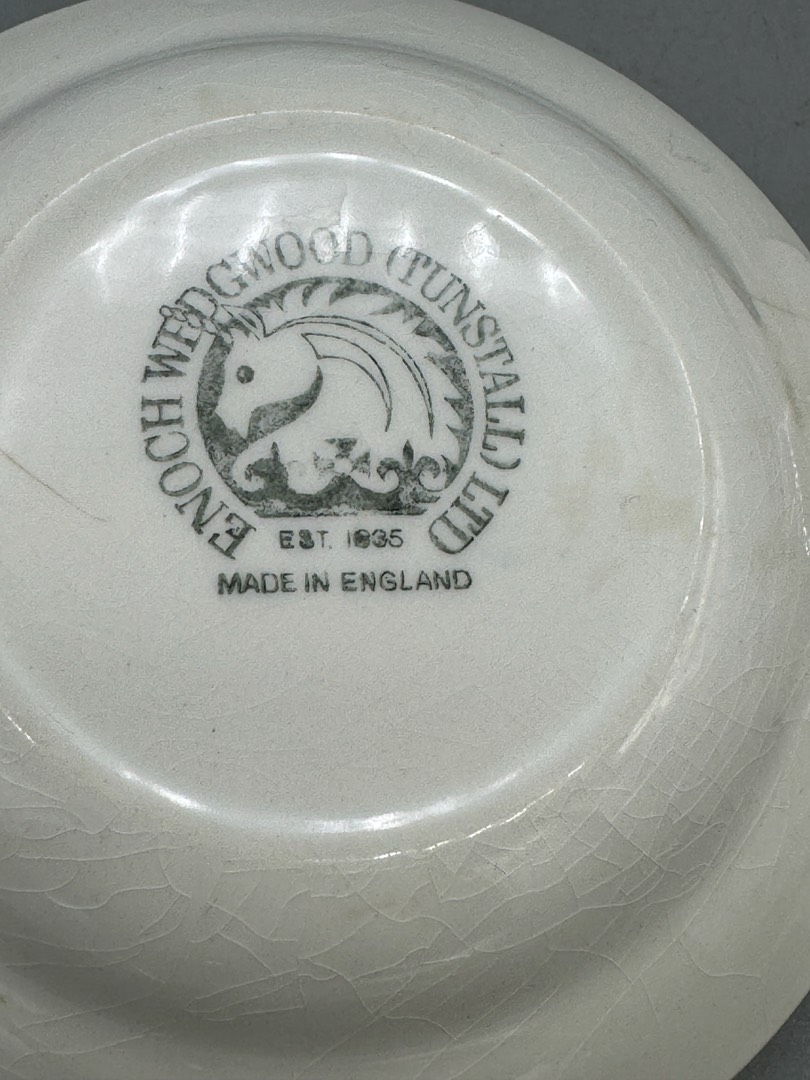 ENOCH WEDGWOOD (TUNSTALL) LTD
EST. 1835
MADE IN ENGLAND